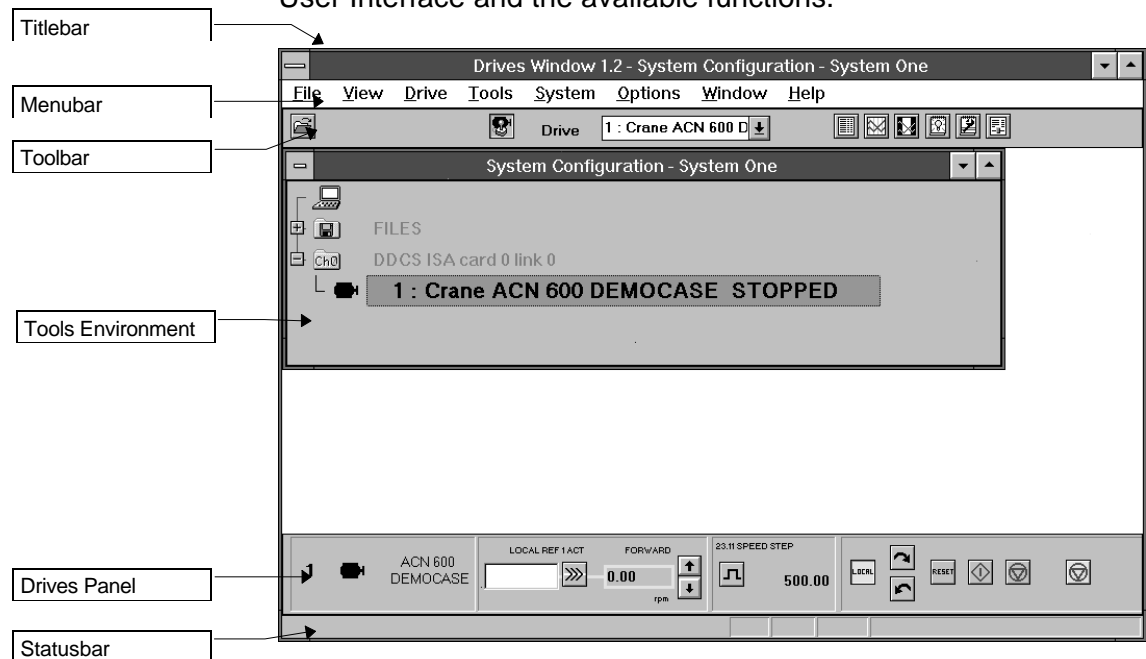 User Interface and the available functions.
Titlebar
Drives Window 1.2 - System Configuration - System One
File View Drive Tools System Options Window Help
Menubar
Drive 1 : Crane ACN 600 D
Toolbar
System Configuration - System One
FILES
Ch0 DDCS ISA card 0 link 0
1 : Crane ACN 600 DEMOCASE STOPPED
Tools Environment
LOCAL REF 1 ACT FORWARD 23.11 SPEED STEP
1 ACN 600 DEMOCASE 0.00 rpm 500.00 LOCAL RESET
Drives Panel
Statusbar